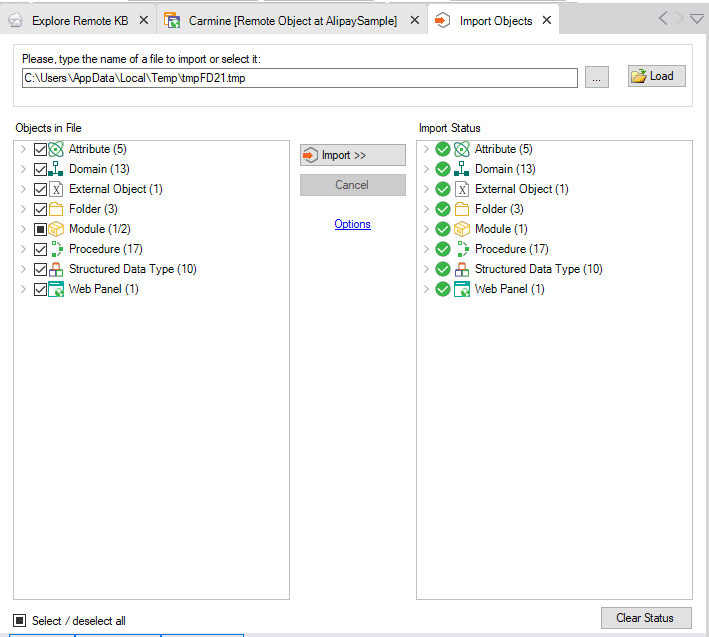 Explore Remote KB
Carmine [Remote Object at AlipaySample]
Import Objects
Please, type the name of a file to import or select it:
C:\Users\AppData\Local\Temp\tmpFD21.tmp
...
Load
Objects in File
Attribute (5)
Domain (13)
External Object (1)
Folder (3)
Module (1/2)
Procedure (17)
Structured Data Type (10)
Web Panel (1)
Import >>
Cancel
Options
Import Status
Attribute (5)
Domain (13)
External Object (1)
Folder (3)
Module (1)
Procedure (17)
Structured Data Type (10)
Web Panel (1)
Select / deselect all
Clear Status